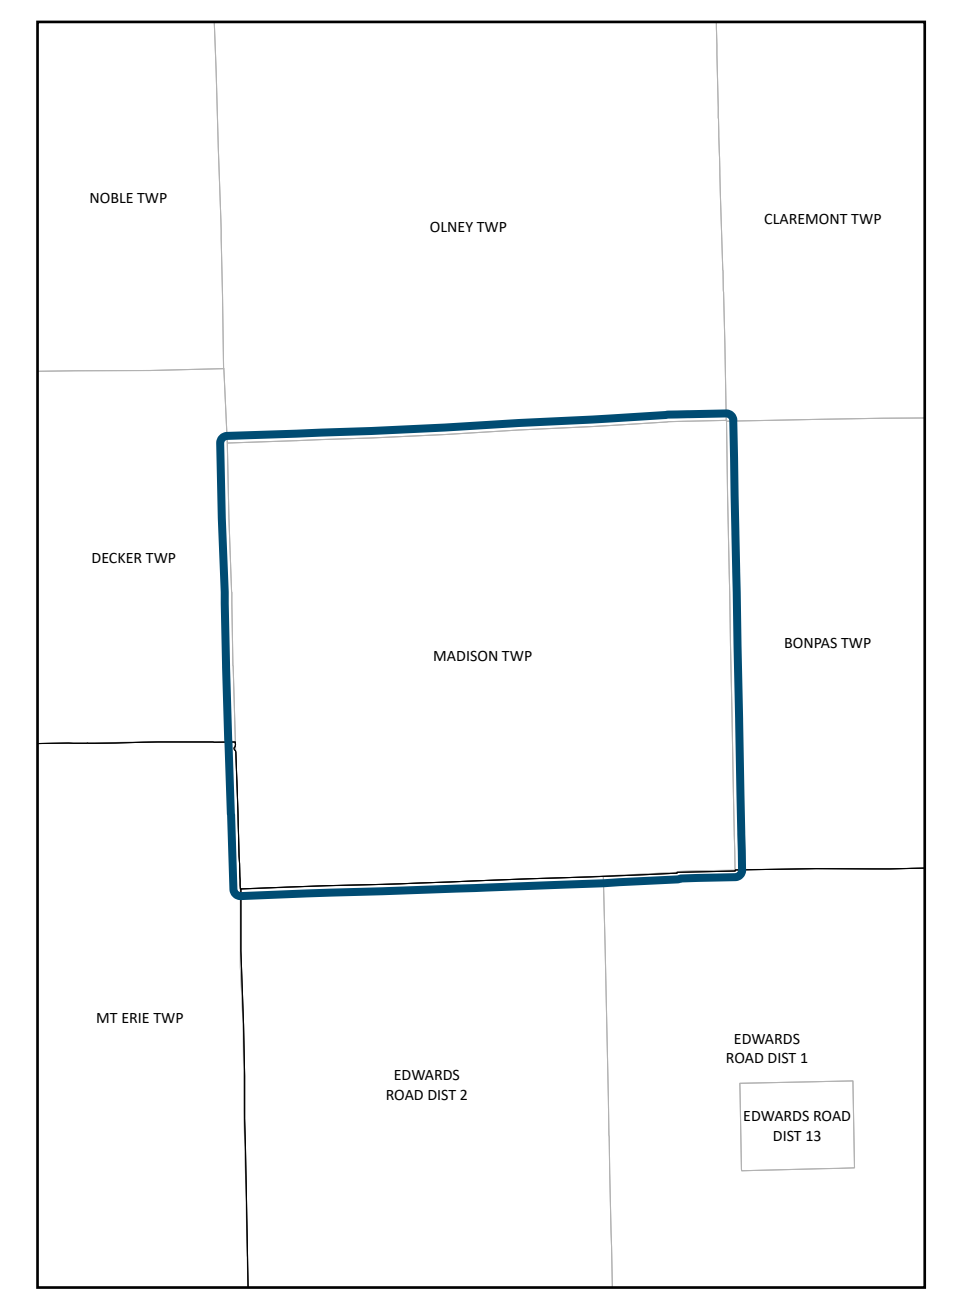 NOBLE TWP
OLNEY TWP
CLAREMONT TWP
DECKER TWP
MADISON TWP
BONPAS TWP
MT ERIE TWP
EDWARDS
ROAD DIST 2
EDWARDS
ROAD DIST 1
EDWARDS ROAD
DIST 13